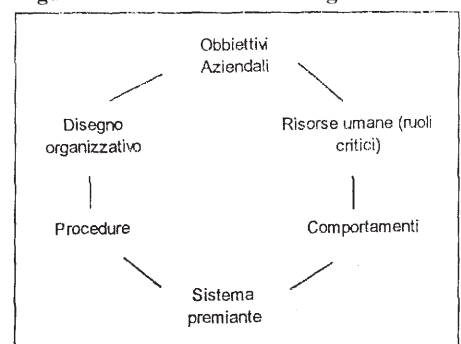 Obbiettivi
Aziendali
Disegno
organizzativo
Risorse umane (ruoli
critici)
Procedure
Comportamenti
Sistema
premiante